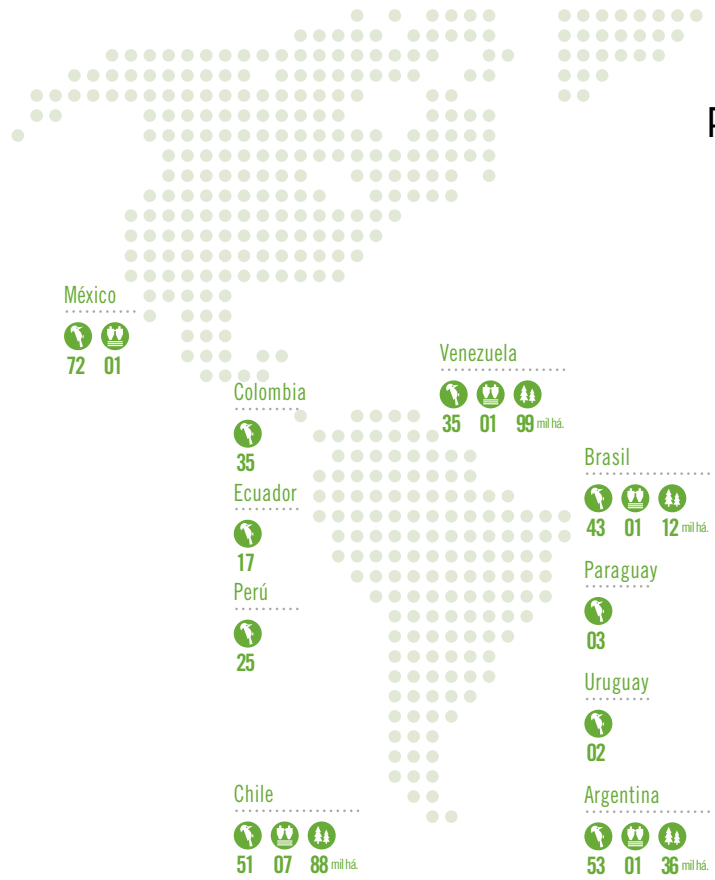 P
México
72 01
Venezuela
35 01 99 mil há.
Colombia
35
Ecuador
17
Perú
25
Brasil
43 01 12 mil há.
Paraguay
03
Uruguay
02
Chile
51 07 88 mil há.
Argentina
53 01 36 mil há.